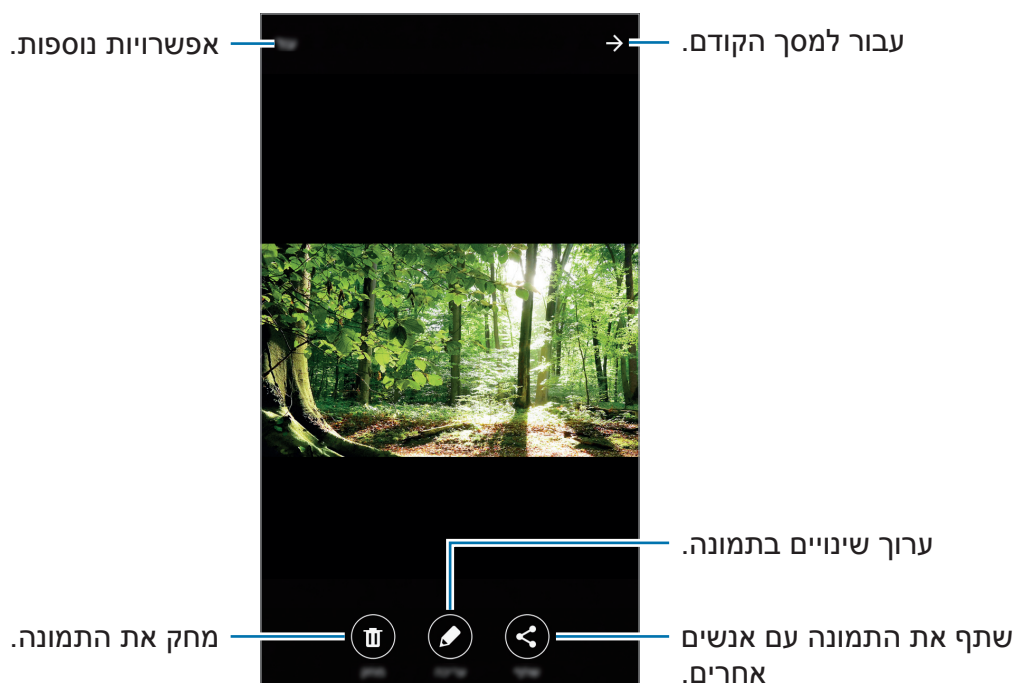 עבור למסך הקודם.
אפשרויות נוספות.
ערוך שינויים בתמונה.
שתף את התמונה עם אנשים
אחרים.
מחק את התמונה.